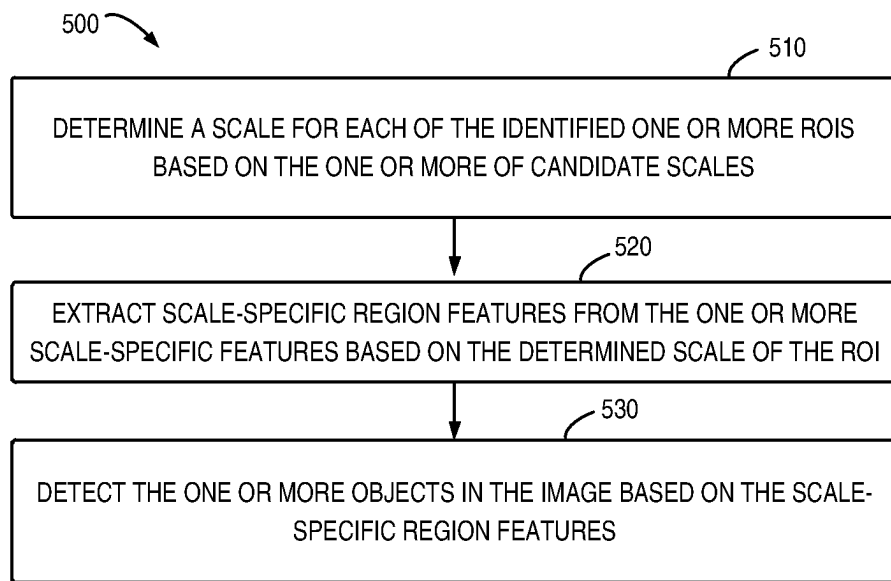 500
510
DETERMINE A SCALE FOR EACH OF THE IDENTIFIED ONE OR MORE ROIS
BASED ON THE ONE OR MORE OF CANDIDATE SCALES
520
EXTRACT SCALE-SPECIFIC REGION FEATURES FROM THE ONE OR MORE
SCALE-SPECIFIC FEATURES BASED ON THE DETERMINED SCALE OF THE ROI
530
DETECT THE ONE OR MORE OBJECTS IN THE IMAGE BASED ON THE SCALE-
SPECIFIC REGION FEATURES